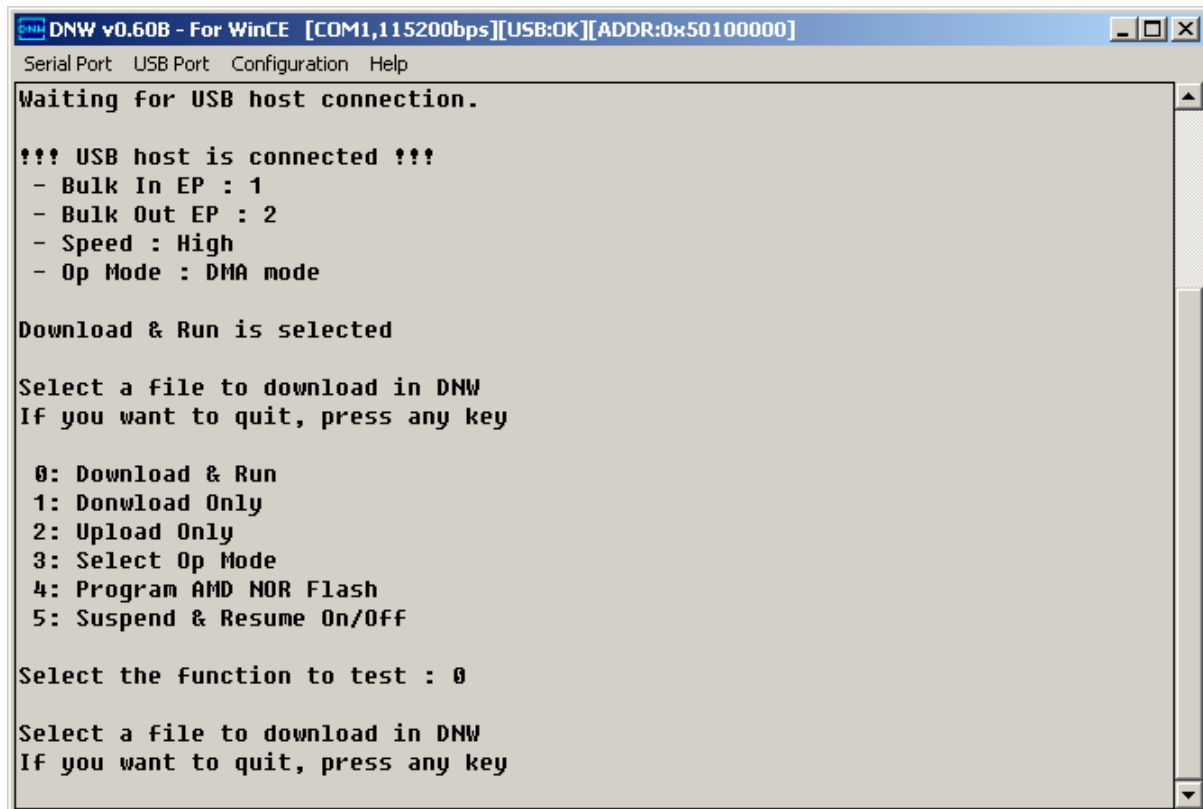 DNW v0.60B - For WinCE [COM1,115200bps][USB:OK][ADDR:0x50100000]
Serial Port USB Port Configuration Help
Waiting for USB host connection.
!!! USB host is connected !!!
- Bulk In EP : 1
- Bulk Out EP : 2
- Speed : High
- Op Mode : DMA mode
Download & Run is selected
Select a file to download in DNW
If you want to quit, press any key
0: Download & Run
1: Donwload Only
2: Upload Only
3: Select Op Mode
4: Program AMD NOR Flash
5: Suspend & Resume On/Off
Select the function to test : 0
Select a file to download in DNW
If you want to quit, press any key